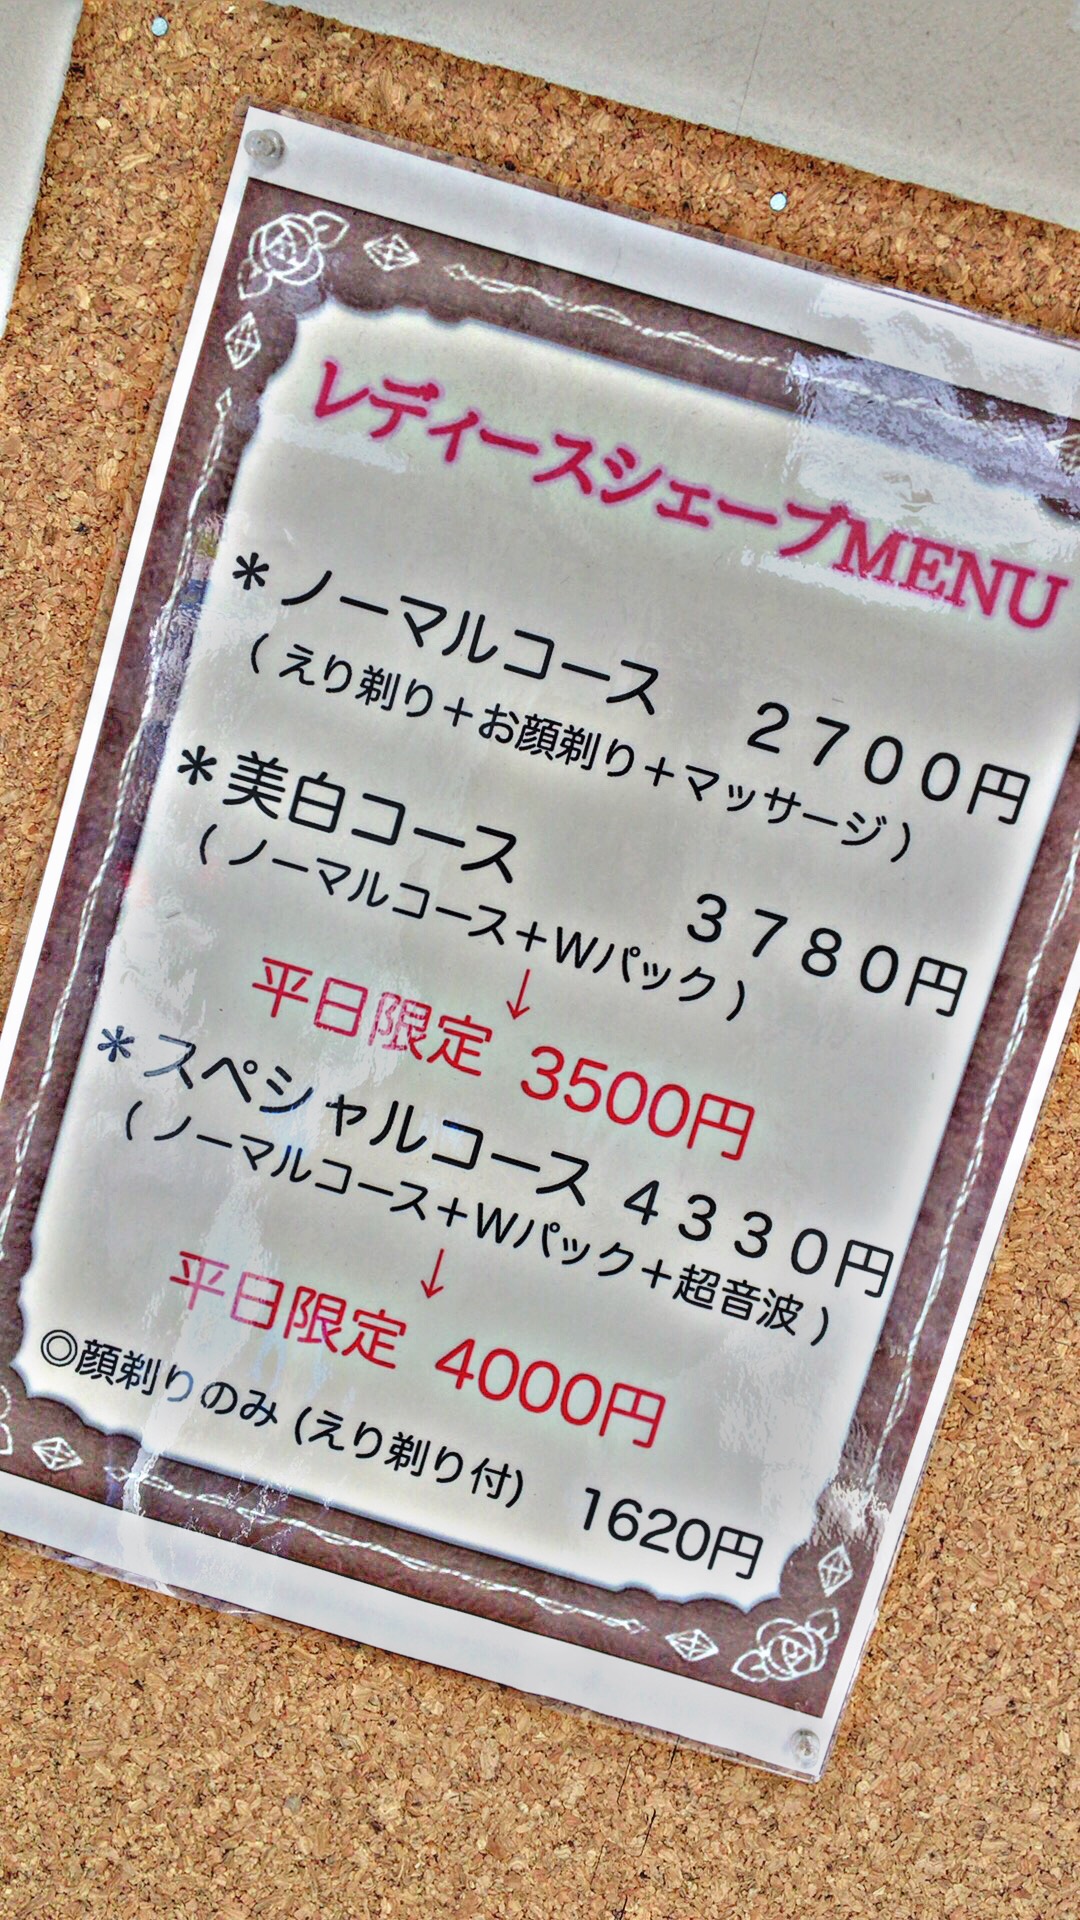 レディースシェーブMENU
＊ノーマルコース　２７００円
（えり剃り＋お顔剃り＋マッサージ）
＊美白コース　３７８０円
（ノーマルコース＋Wパック）
↓
平日限定 3500円
＊スペシャルコース ４３３０円
（ノーマルコース＋Wパック＋超音波）
↓
平日限定 4000円
◎顔剃りのみ (えり剃り付)　1620円